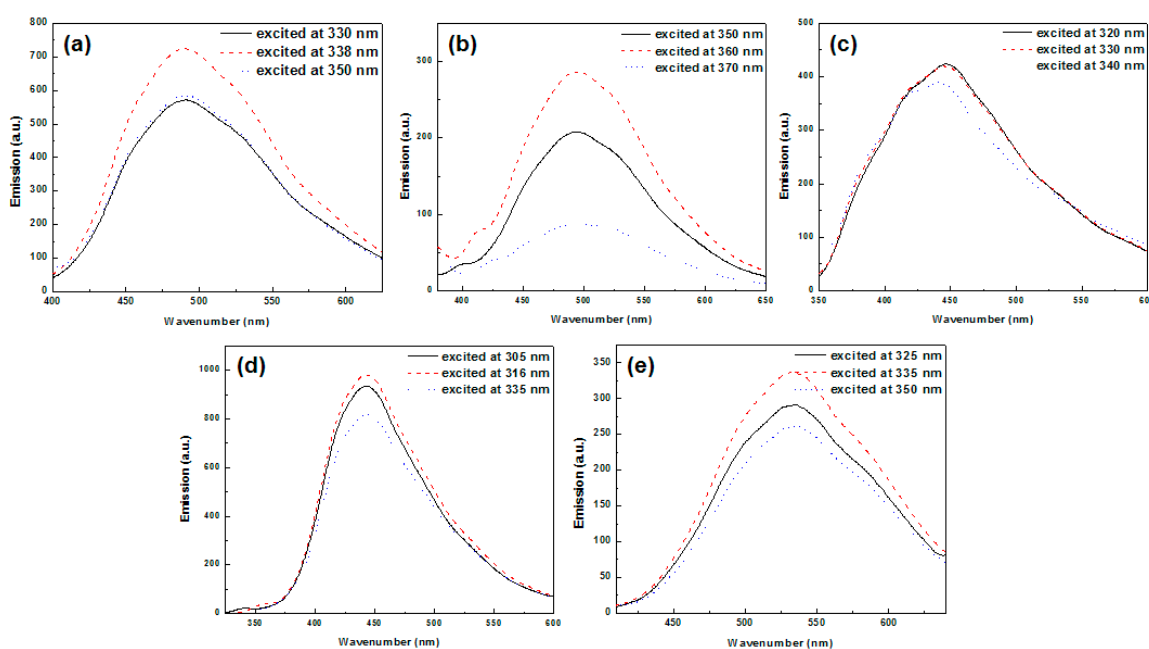 (a)
excited at 330 nm
excited at 338 nm
excited at 350 nm
Emission (a.u.)
800
700
600
500
400
300
200
100
0
400 450 500 550 600
Wavenumber (nm)
(b)
excited at 350 nm
excited at 360 nm
excited at 370 nm
Emission (a.u.)
300
200
100
0
400 450 500 550 600 650
Wavenumber (nm)
(c)
excited at 320 nm
excited at 330 nm
excited at 340 nm
Emission (a.u.)
500
400
300
200
100
0
350 400 450 500 550 600
Wavenumber (nm)
(d)
excited at 305 nm
excited at 316 nm
excited at 335 nm
Emission (a.u.)
1000
800
600
400
200
0
350 400 450 500 550 600
Wavenumber (nm)
(e)
excited at 325 nm
excited at 335 nm
excited at 350 nm
Emission (a.u.)
350
300
250
200
150
100
50
0
450 500 550 600
Wavenumber (nm)